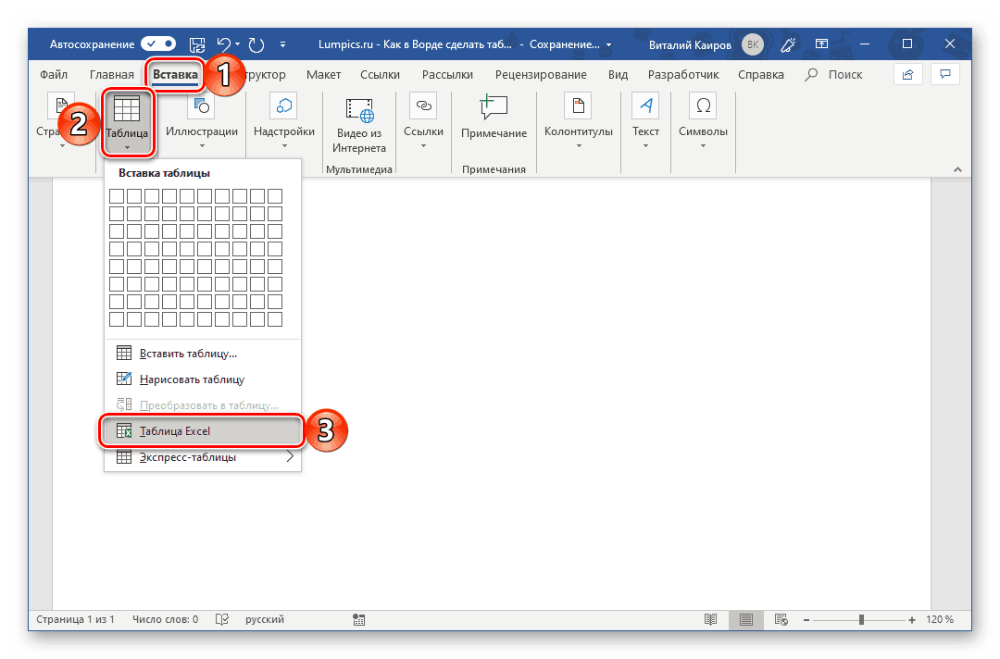 Автосохранение
Lumpics.ru - Как в Ворде сделать таб... - Сохранение...
Виталий Каиров
ВК
Файл Главная Вставка 1 руктор Макет Ссылки Рассылки Рецензирование Вид Разработчик Справка Поиск
2
Стра
Таблица
Иллюстрации
Надстройки
Видео из
Интернета
Мультимедиа
Ссылки
Примечание
Примечания
Колонтитулы
Текст
Символы
Вставка таблицы
Вставить таблицу...
Нарисовать таблицу
Преобразовать в таблицу...
Таблица Excel 3
Экспресс-таблицы
Страница 1 из 1 Число слов: 0 русский 120 %